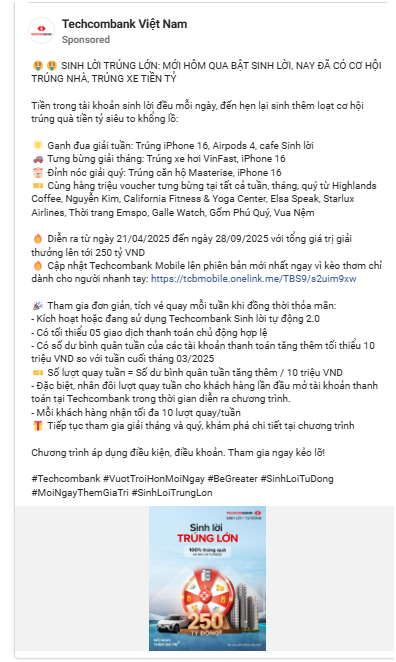 Techcombank Việt Nam
Sponsored
🤑 🤑 SINH LỜI TRÚNG LỚN: MỚI HÔM QUA BẬT SINH LỜI, NAY ĐÃ CÓ CƠ HỘI
TRÚNG NHÀ, TRÚNG XE TIỀN TỶ
Tiền trong tài khoản sinh lời đều mỗi ngày, đến hẹn lại sinh thêm loạt cơ hội
trúng quà tiền tỷ siêu to khổng lồ:
☀️ Ganh đua giải tuần: Trúng iPhone 16, Airpods 4, cafe Sinh lời
🚗 Tưng bừng giải tháng: Trúng xe hơi VinFast, iPhone 16
Đỉnh nóc giải quý: Trúng căn hộ Masterise, iPhone 16
🎫 Cùng hàng triệu voucher tưng bừng tại tất cả tuần, tháng, quý từ Highlands
Coffee, Nguyễn Kim, California Fitness & Yoga Center, Elsa Speak, Starlux
Airlines, Thời trang Emspo, Galle Watch, Gốm Phú Quý, Vua Nệm
🔥 Diễn ra từ ngày 21/04/2025 đến ngày 28/09/2025 với tổng giá trị giải
thưởng lên tới 250 tỷ VND
🔥 Cập nhật Techcombank Mobile lên phiên bản mới nhất ngay vì kèo thơm chỉ
dành cho người nhanh tay: https://tcbmobile.onelink.me/TBS9/s2uim9xw
🎉 Tham gia đơn giản, tích vé quay mỗi tuần khi đồng thời thỏa mãn:
- Kích hoạt hoặc đang sử dụng Techcombank Sinh lời tự động 2.0
- Có tối thiểu 05 giao dịch thanh toán chủ động hợp lệ
- Có số dư bình quân tuần của các tài khoản thanh toán tăng thêm tối thiểu 10
triệu VND so với tuần cuối tháng 03/2025
🎫 Số lượt quay tuần = Số dư bình quân tuần tăng thêm / 10 triệu VND
- Đặc biệt, nhân đôi lượt quay tuần cho khách hàng lần đầu mở tài khoản thanh
toán tại Techcombank trong thời gian diễn ra chương trình.
- Mỗi khách hàng nhận tối đa 10 lượt quay/tuần
🎁 Tiếp tục tham gia giải tháng và quý, khám phá chi tiết tại chương trình
Chương trình áp dụng điều kiện, điều khoản. Tham gia ngay kẻo lỡ!
#Techcombank #VuotTroiHonMoiNgay #BeGreater #SinhLoiTuDong
#MoiNgayThemGiaTri #SinhLoiTrungLon
TECHCOMBANK
Sinh lời
TRÚNG LỚN
100% trúng quà
250
TỶ ĐỒNG